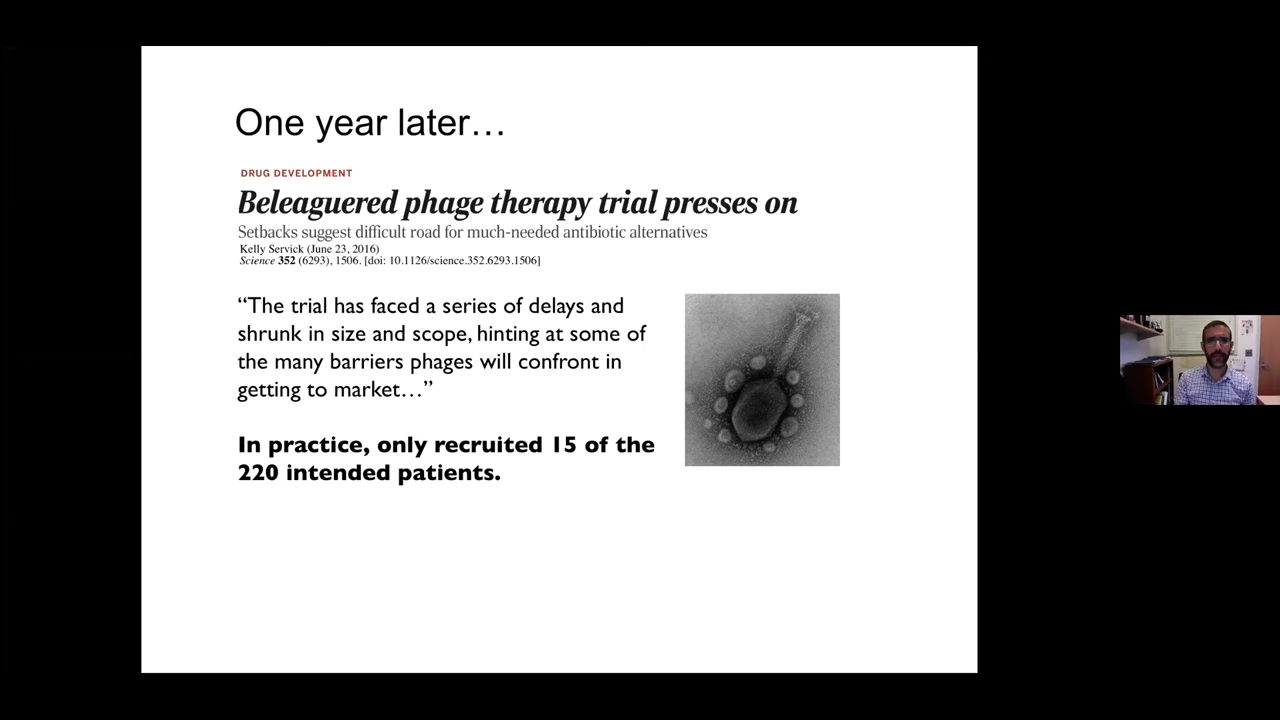 One year later…
DRUG DEVELOPMENT
Beleaguered phage therapy trial presses on
Setbacks suggest difficult road for much-needed antibiotic alternatives
Kelly Servick (June 23, 2016)
Science 352 (6293), 1506. [doi: 10.1126/science.352.6293.1506]
“The trial has faced a series of delays and
shrunk in size and scope, hinting at some of
the many barriers phages will confront in
getting to market…”
In practice, only recruited 15 of the
220 intended patients.